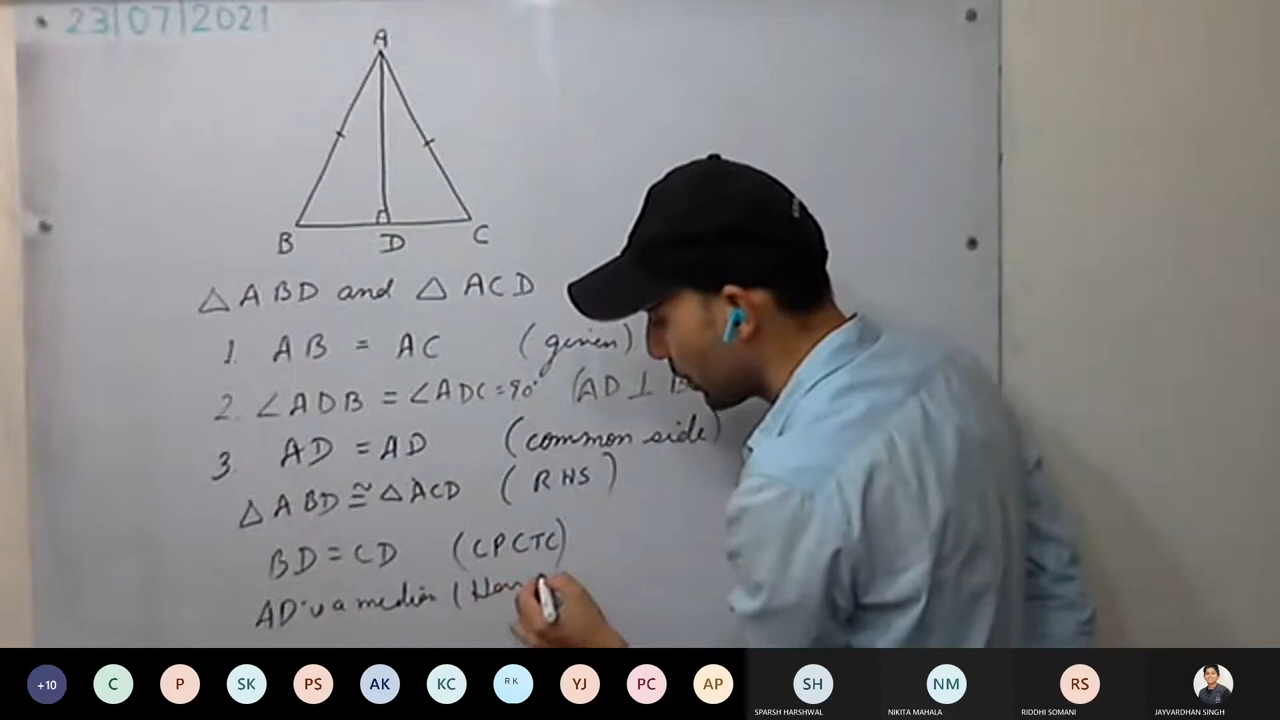 23/07/2021
A
B D C
△ABD and △ACD
1. AB = AC (given)
2. ∠ADB = ∠ADC = 90° (AD ⊥ B
3. AD = AD (common side)
△ABD ≅ △ACD (RHS)
BD = CD (CPCTC)
AD is a median (Hen
+10 C P SK PS AK KC RK YJ PC AP SH NM RS
SPARSH HARSHWAL NIKITA MAHALA RIDDHI SOMANI JAYVARDHAN SINGH